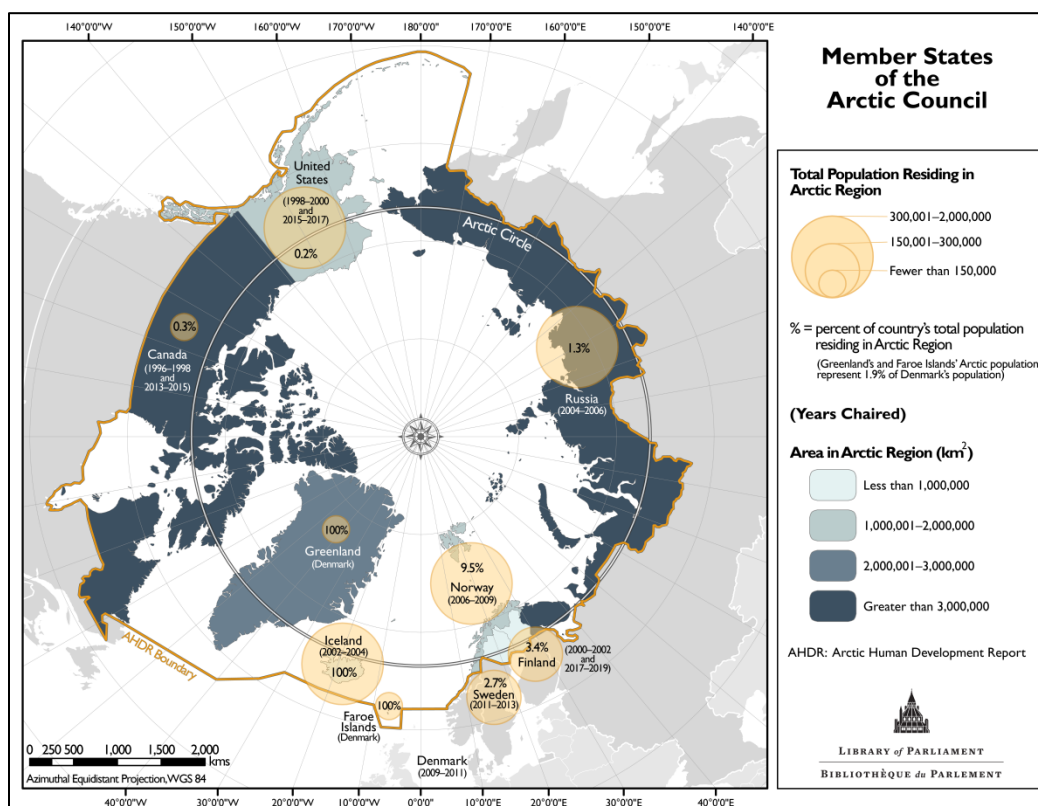 140°0'0"W
150°0'0"W
160°0'0"W
170°0'0"W
180°0'0"
170°0'0"E
160°0'0"E
150°0'0"E
140°0'0"E
Member States
of the
Arctic Council
United
States
(1998–2000
and
2015–2017)
0.2%
Arctic Circle
0.3%
Canada
(1996–1998
and
2013–2015)
1.3%
Russia
(2004–2006)
100%
Greenland
(Denmark)
9.5%
Norway
(2006–2009)
Iceland
(2002–2004)
100%
3.4%
Finland
(2000–2002
and
2017–2019)
2.7%
Sweden
(2011–2013)
100%
Faroe
Islands
(Denmark)
Denmark
(2009–2011)
AHDR Boundary
0 250 500 1,000 1,500 2,000
kms
Azimuthal Equidistant Projection, WGS 84
40°0'0"W
30°0'0"W
20°0'0"W
10°0'0"W
0°0'0"
10°0'0"E
20°0'0"E
30°0'0"E
40°0'0"E
Total Population Residing in
Arctic Region
300,001–2,000,000
150,001–300,000
Fewer than 150,000
% = percent of country's total population
residing in Arctic Region
(Greenland's and Faroe Islands' Arctic population
represent 1.9% of Denmark's population)
(Years Chaired)
Area in Arctic Region (km²)
Less than 1,000,000
1,000,001–2,000,000
2,000,001–3,000,000
Greater than 3,000,000
AHDR: Arctic Human Development Report
LIBRARY of PARLIAMENT
BIBLIOTHÈQUE du PARLEMENT